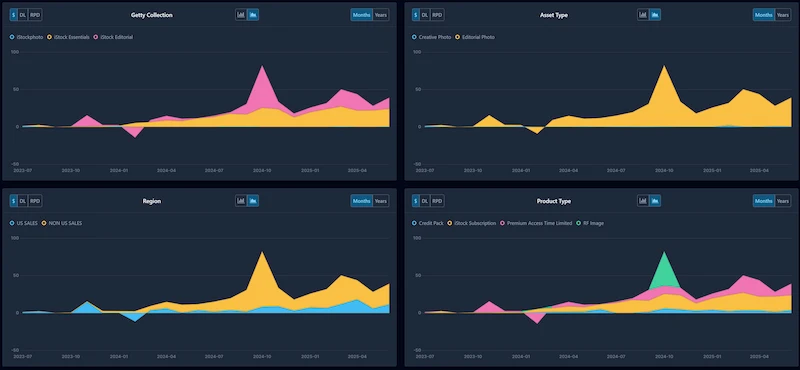 $ DL RPD Getty Collection Months Years
iStockphoto iStock Essentials iStock Editorial
100
50
0
-50
2023-07 2023-10 2024-01 2024-04 2024-07 2024-10 2025-01 2025-04
$ DL RPD Asset Type Months Years
Creative Photo Editorial Photo
100
50
0
-50
2023-07 2023-10 2024-01 2024-04 2024-07 2024-10 2025-01 2025-04
$ DL RPD Region Months Years
US SALES NON US SALES
100
50
0
-50
2023-07 2023-10 2024-01 2024-04 2024-07 2024-10 2025-01 2025-04
$ DL RPD Product Type Months Years
Credit Pack iStock Subscription Premium Access Time Limited RF Image
100
50
0
-50
2023-07 2023-10 2024-01 2024-04 2024-07 2024-10 2025-01 2025-04